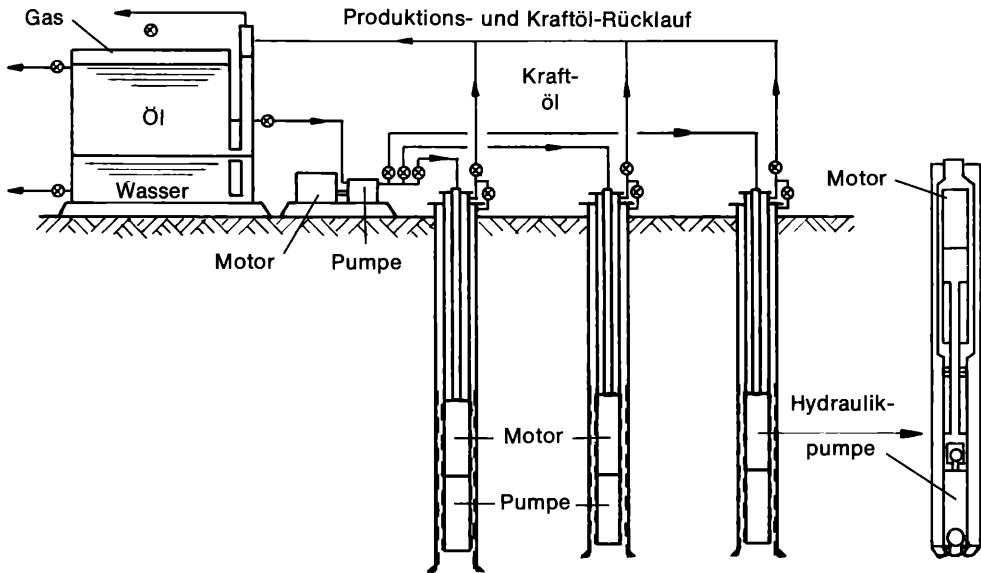 Gas
Produktions- und Kraftöl-Rücklauf
Kraft-
öl
Öl
Wasser
Motor
Motor
Pumpe
Hydraulik-
pumpe
Motor
Pumpe